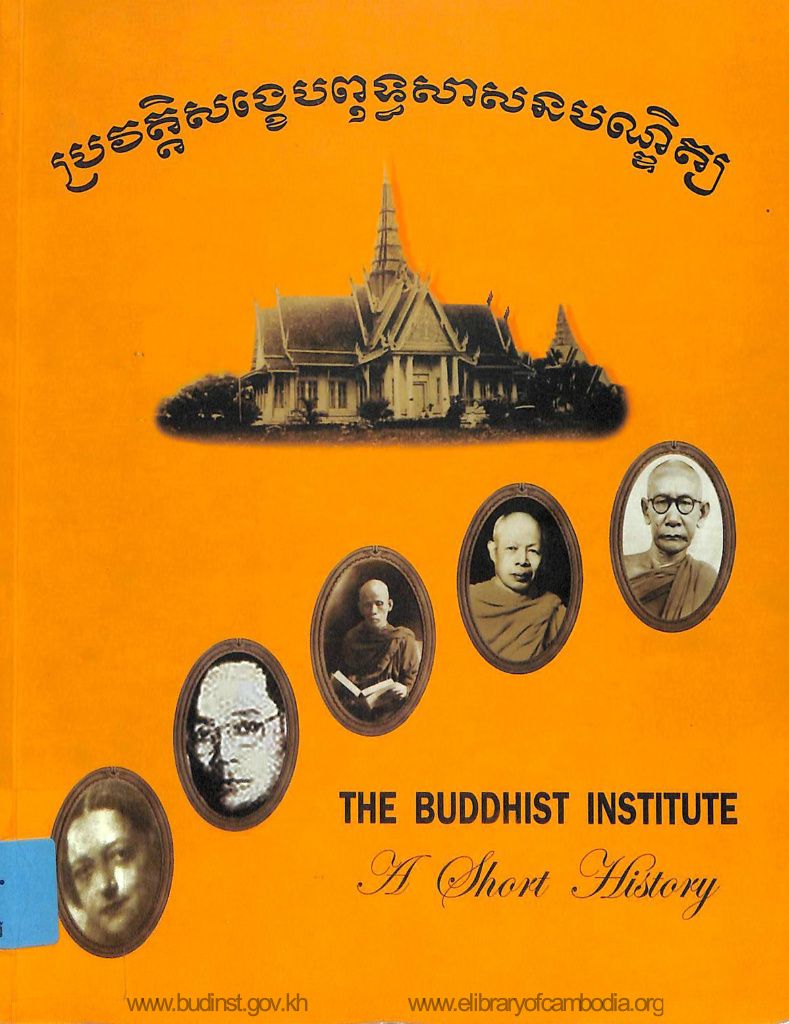 ប្រវត្តិសង្ខេបពុទ្ធសាសនបណ្ឌិត្យ
THE BUDDHIST INSTITUTE
A Short History
www.budinst.gov.kh
www.elibraryofcambodia.org